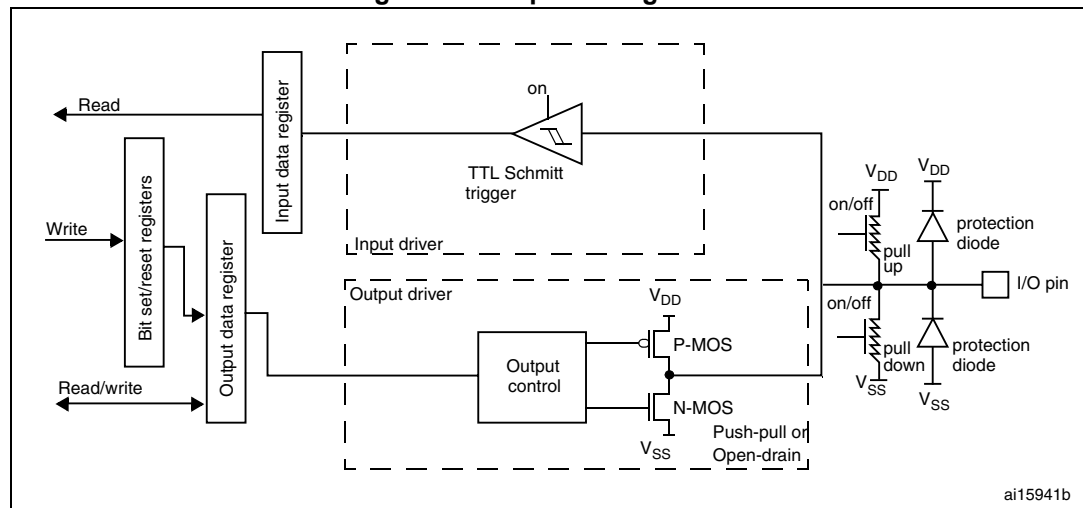 Read
Bit set/reset registers
Write
Read/write
Input data register
Output data register
on
TTL Schmitt
trigger
Input driver
Output driver
V_DD
Output
control
P-MOS
N-MOS
V_SS
Push-pull or
Open-drain
V_DD
on/off
pull
up
V_DD
protection
diode
I/O pin
on/off
pull
down
V_SS
protection
diode
V_SS
ai15941b